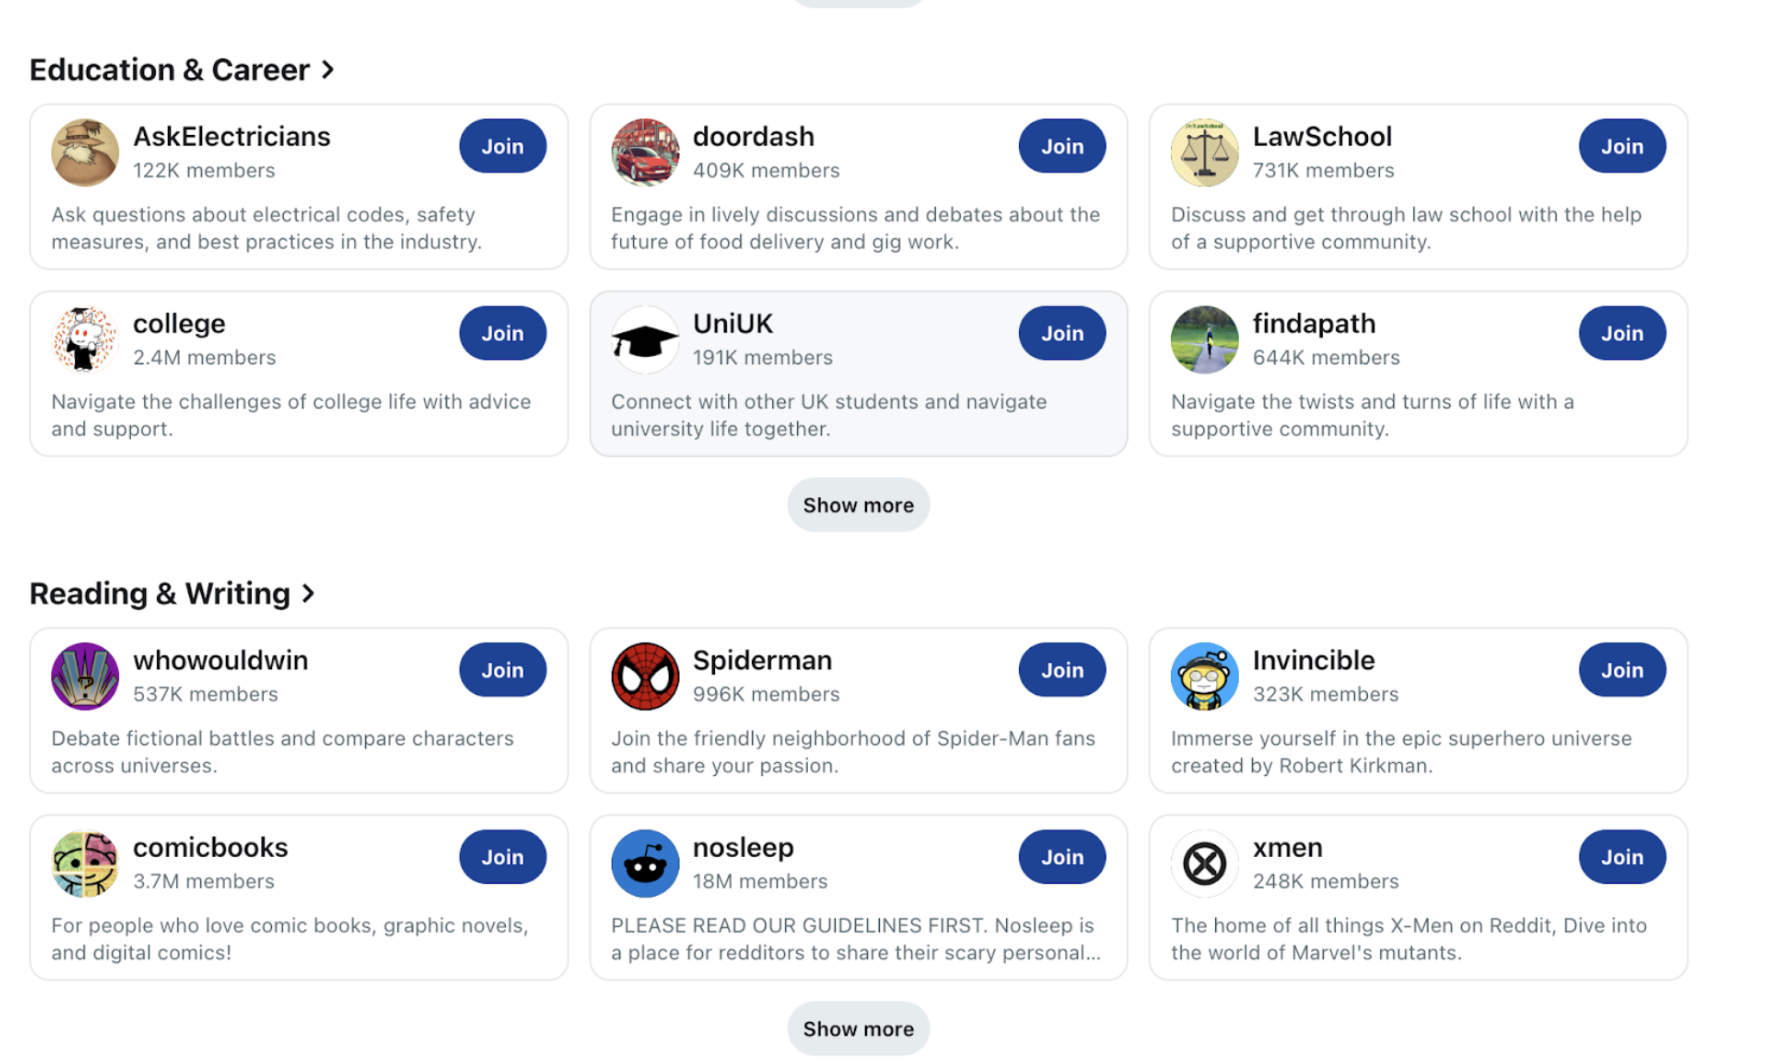 Education & Career
AskElectricians
122K members
Join
Ask questions about electrical codes, safety
measures, and best practices in the industry.
doordash
409K members
Join
Engage in lively discussions and debates about the
future of food delivery and gig work.
LawSchool
731K members
Join
Discuss and get through law school with the help
of a supportive community.
college
2.4M members
Join
Navigate the challenges of college life with advice
and support.
UniUK
191K members
Join
Connect with other UK students and navigate
university life together.
findapath
644K members
Join
Navigate the twists and turns of life with a
supportive community.
Show more
Reading & Writing
whowouldwin
537K members
Join
Debate fictional battles and compare characters
across universes.
Spiderman
996K members
Join
Join the friendly neighborhood of Spider-Man fans
and share your passion.
Invincible
323K members
Join
Immerse yourself in the epic superhero universe
created by Robert Kirkman.
comicbooks
3.7M members
Join
For people who love comic books, graphic novels,
and digital comics!
nosleep
18M members
Join
PLEASE READ OUR GUIDELINES FIRST. Nosleep is
a place for redditors to share their scary personal...
xmen
248K members
Join
The home of all things X-Men on Reddit, Dive into
the world of Marvel's mutants.
Show more